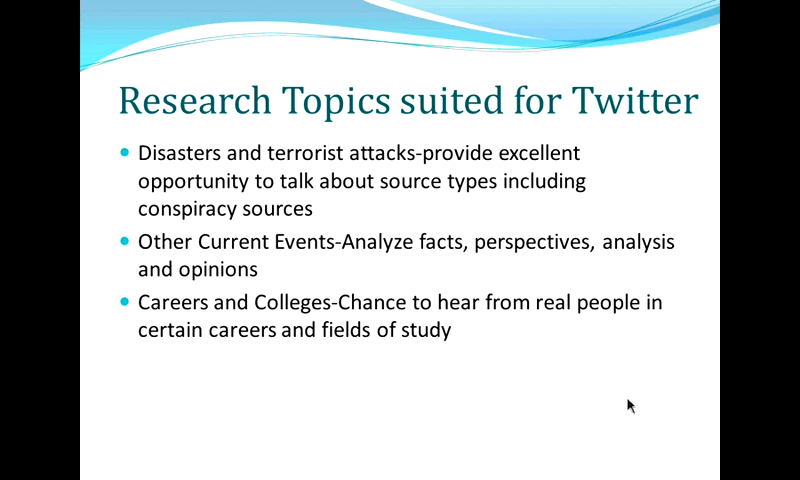 Research Topics suited for Twitter
Disasters and terrorist attacks-provide excellent
opportunity to talk about source types including
conspiracy sources
Other Current Events-Analyze facts, perspectives, analysis
and opinions
Careers and Colleges-Chance to hear from real people in
certain careers and fields of study